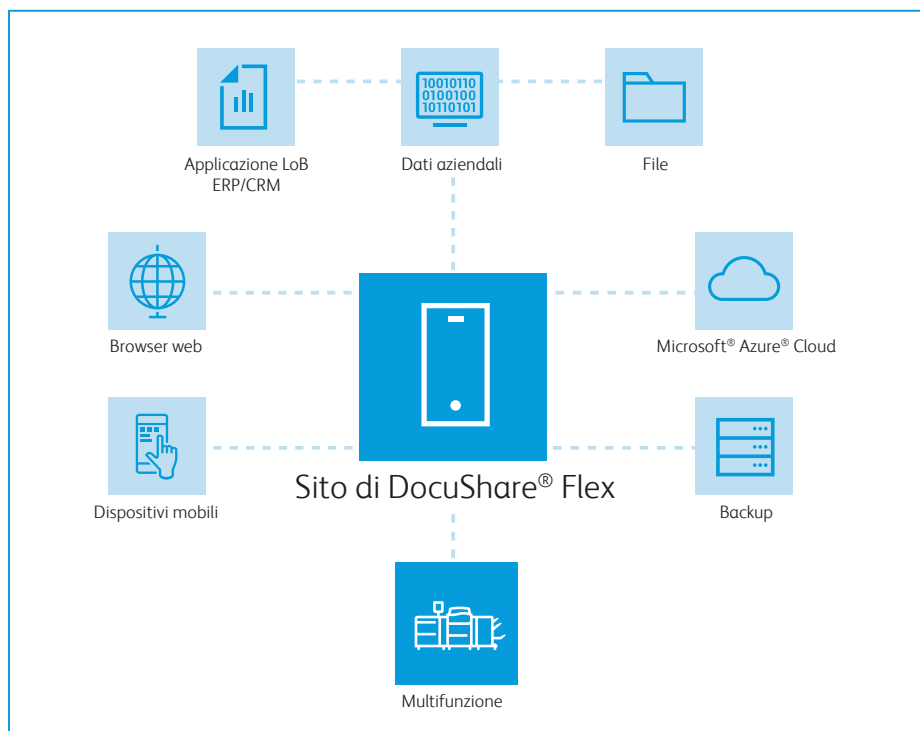 10010110
0100100
10110101
Applicazione LoB
ERP/CRM
Dati aziendali
File
Browser web
Microsoft® Azure® Cloud
Sito di DocuShare® Flex
Dispositivi mobili
Backup
Multifunzione